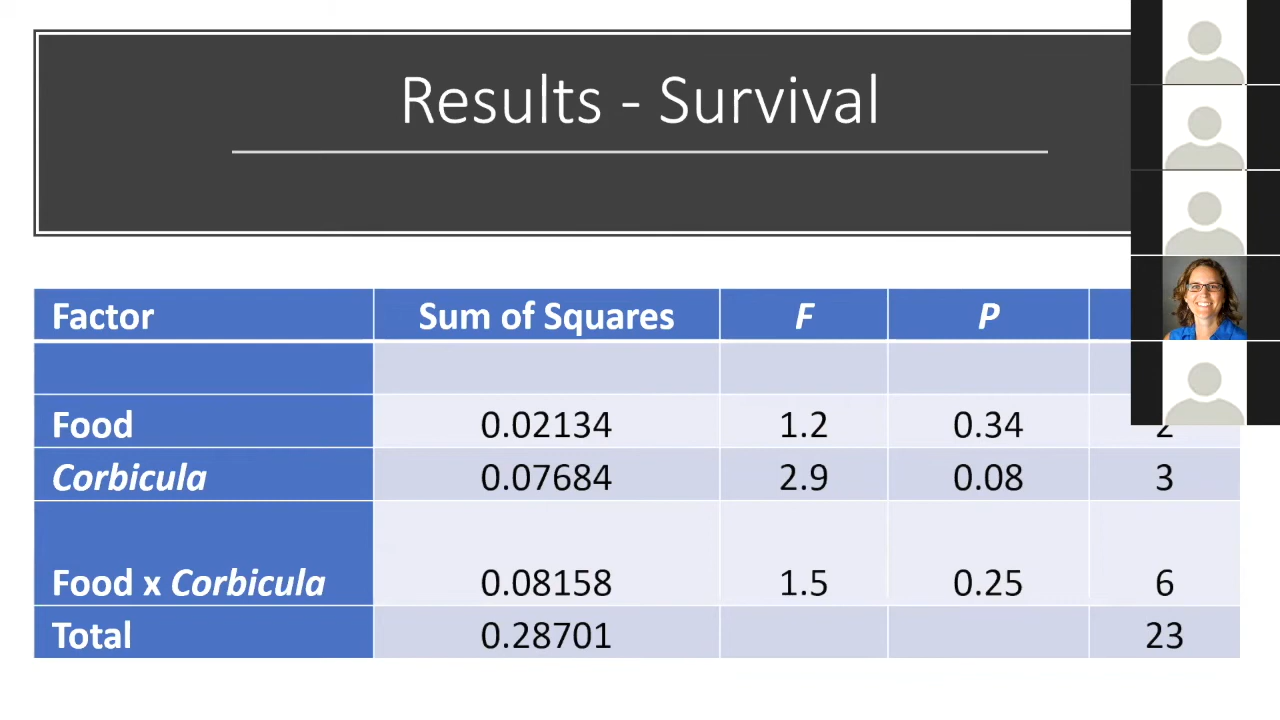 Results - Survival
Factor Sum of Squares F P
Food 0.02134 1.2 0.34 2
Corbicula 0.07684 2.9 0.08 3
Food x Corbicula 0.08158 1.5 0.25 6
Total 0.28701 23